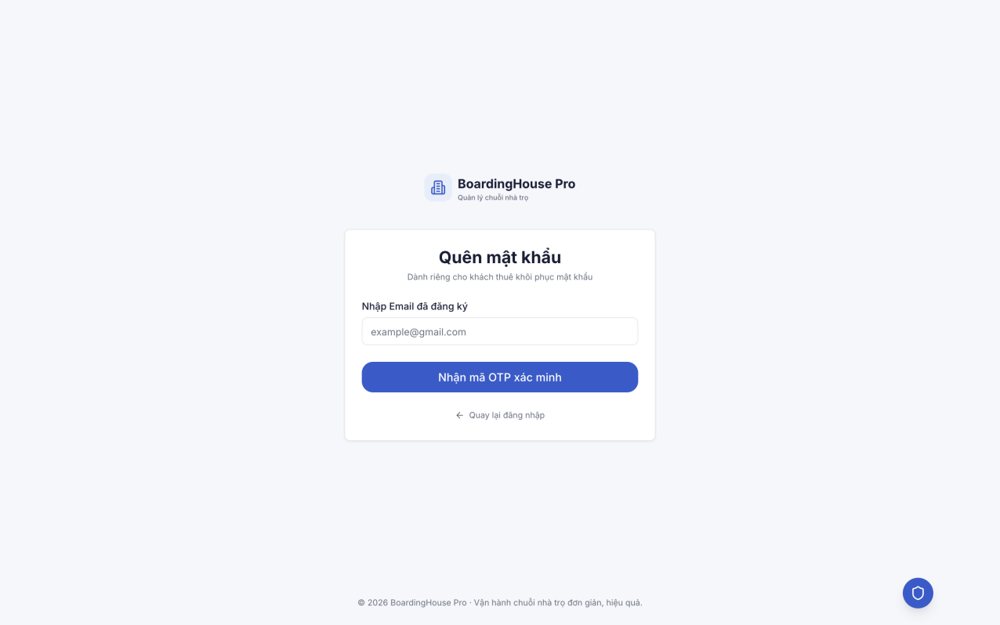 BoardingHouse Pro
Quản lý chuỗi nhà trọ
Quên mật khẩu
Dành riêng cho khách thuê khôi phục mật khẩu
Nhập Email đã đăng ký
example@gmail.com
Nhận mã OTP xác minh
← Quay lại đăng nhập
© 2026 BoardingHouse Pro · Vận hành chuỗi nhà trọ đơn giản, hiệu quả.